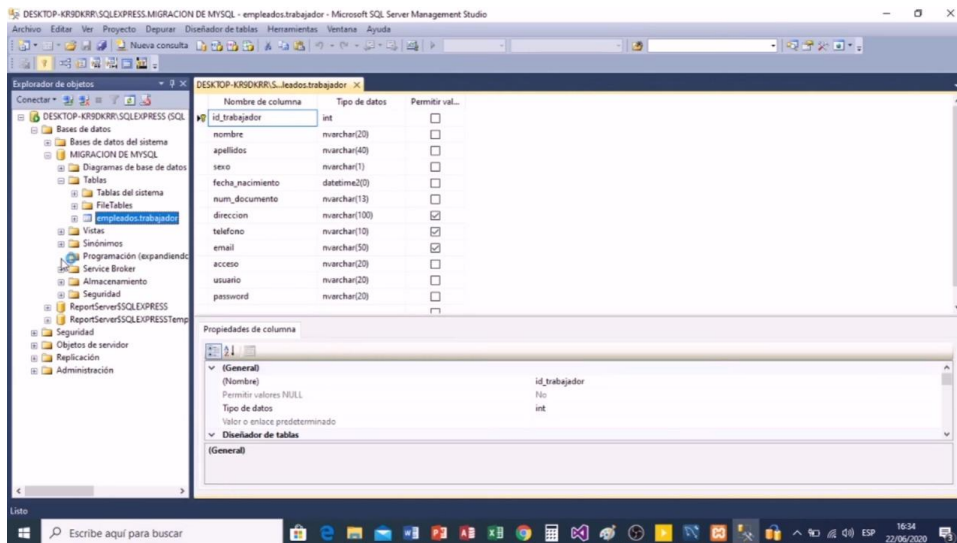 DESKTOP-KR9DKRR\SQLEXPRESS.MIGRACION DE MYSQL - empleados.trabajador - Microsoft SQL Server Management Studio
Archivo Editar Ver Proyecto Depurar Diseñador de tablas Herramientas Ventana Ayuda
Nueva consulta
Explorador de objetos
DESKTOP-KR9DKRR\S...leados.trabajador
Conectar
DESKTOP-KR9DKRR\SQLEXPRESS (SQL
Bases de datos
Bases de datos del sistema
MIGRACION DE MYSQL
Diagramas de base de datos
Tablas
Tablas del sistema
FileTables
empleados.trabajador
Vistas
Sinónimos
Programación (expandiendo
Service Broker
Almacenamiento
Seguridad
ReportServer$SQLEXPRESS
ReportServer$SQLEXPRESSTemp
Seguridad
Objetos de servidor
Replicación
Administración
Nombre de columna Tipo de datos Permitir val...
id_trabajador int
nombre nvarchar(20)
apellidos nvarchar(40)
sexo nvarchar(1)
fecha_nacimiento datetime2(0)
num_documento nvarchar(13)
direccion nvarchar(100)
telefono nvarchar(10)
email nvarchar(50)
acceso nvarchar(20)
usuario nvarchar(20)
password nvarchar(20)
Propiedades de columna
(General)
(Nombre) id_trabajador
Permitir valores NULL No
Tipo de datos int
Valor o enlace predeterminado
Diseñador de tablas
(General)
Listo
Escribe aquí para buscar
ESP
16:34
22/06/2020